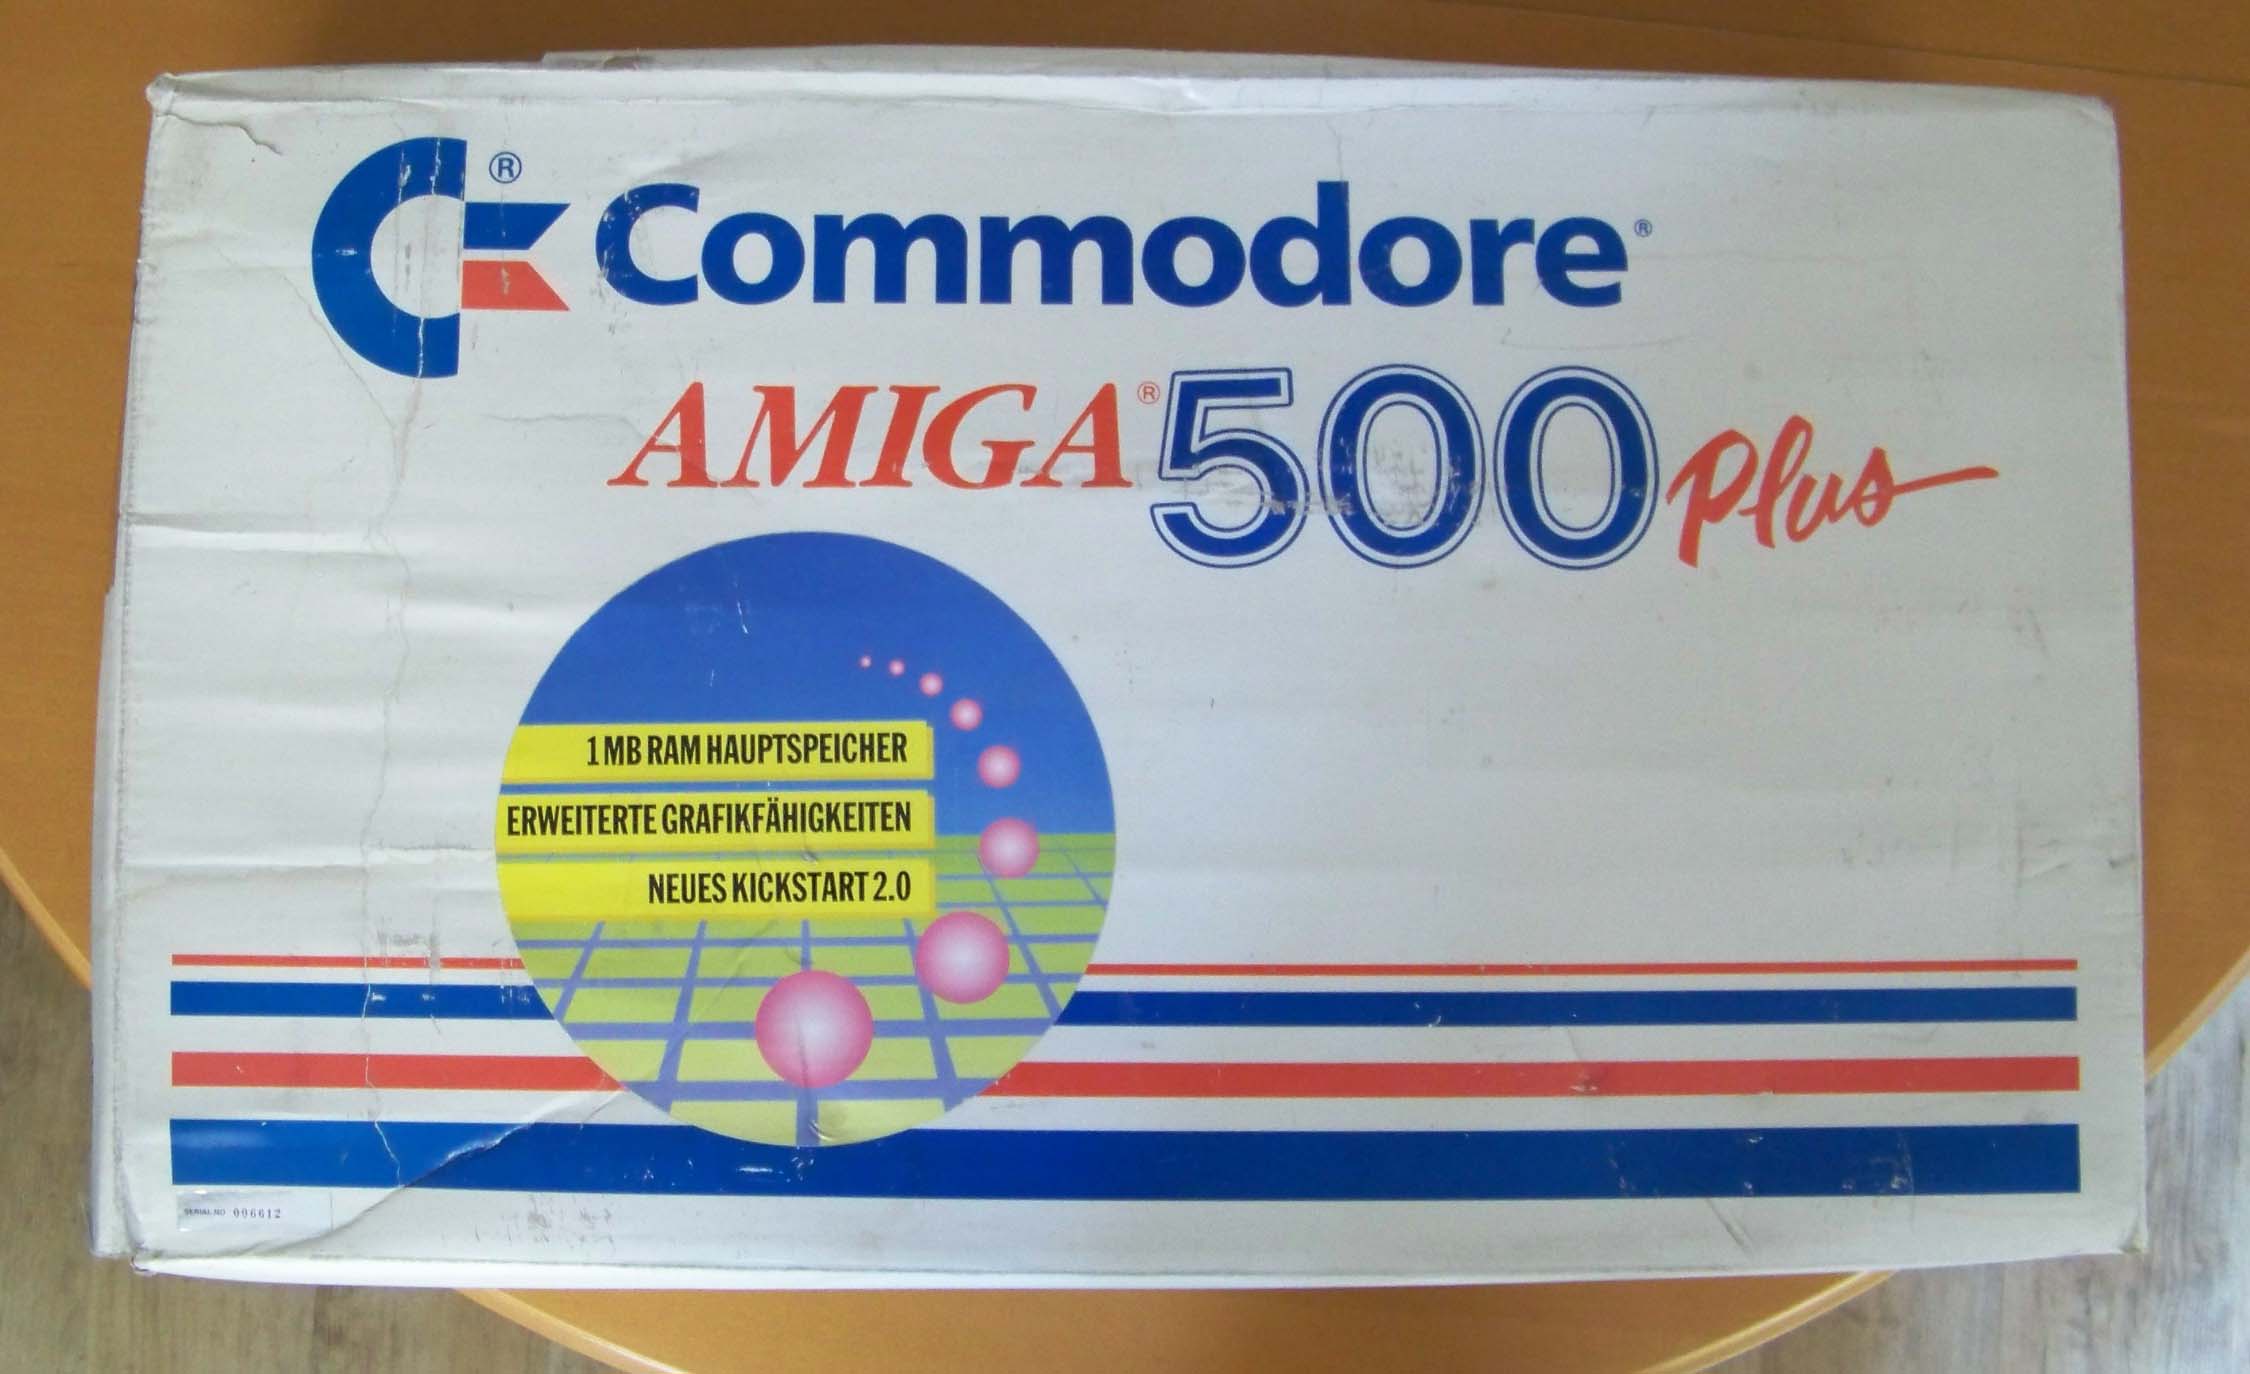 ®
Commodore®
AMIGA® 500 Plus
1 MB RAM HAUPTSPEICHER
ERWEITERTE GRAFIKFÄHIGKEITEN
NEUES KICKSTART 2.0
SERIAL NO 006612